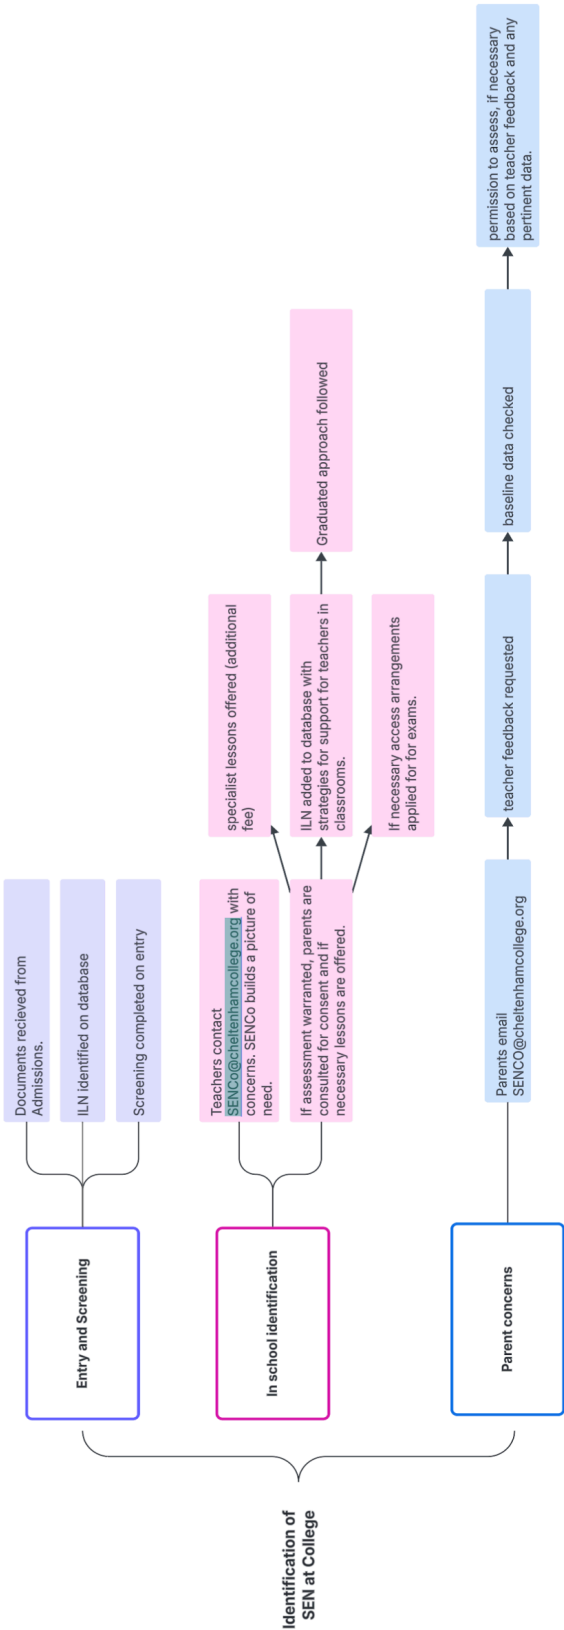 Identification of
SEN at College
Entry and Screening
Documents recieved from
Admissions.
ILN identified on database
Screening completed on entry
In school identification
Teachers contact
SENCo@cheltenhamcollege.org with
concerns. SENCo builds a picture of
need.
If assessment warranted, parents are
consulted for consent and if
necessary lessons are offered.
specialist lessons offered (additional
fee)
ILN added to database with
strategies for support for teachers in
classrooms.
If necessary access arrangements
applied for for exams.
Graduated approach followed
Parent concerns
Parents email
SENCO@cheltenhamcollege.org
teacher feedback requested
baseline data checked
permission to assess, if necessary
based on teacher feedback and any
pertinent data.